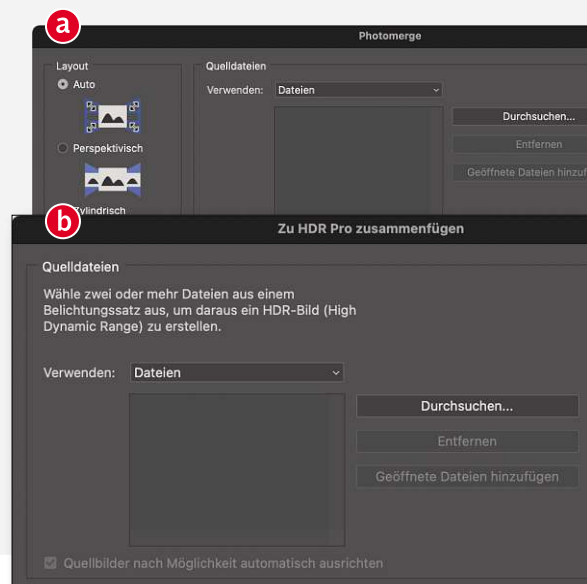 a
Photomerge
Layout
Quelldateien
Auto
Verwenden: Dateien
Durchsuchen...
Perspektivisch
Entfernen
Geöffnete Dateien hinzuf
Zylindrisch
b
Zu HDR Pro zusammenfügen
Quelldateien
Wähle zwei oder mehr Dateien aus einem
Belichtungssatz aus, um daraus ein HDR-Bild (High
Dynamic Range) zu erstellen.
Verwenden: Dateien
Durchsuchen...
Entfernen
Geöffnete Dateien hinzufügen
Quellbilder nach Möglichkeit automatisch ausrichten